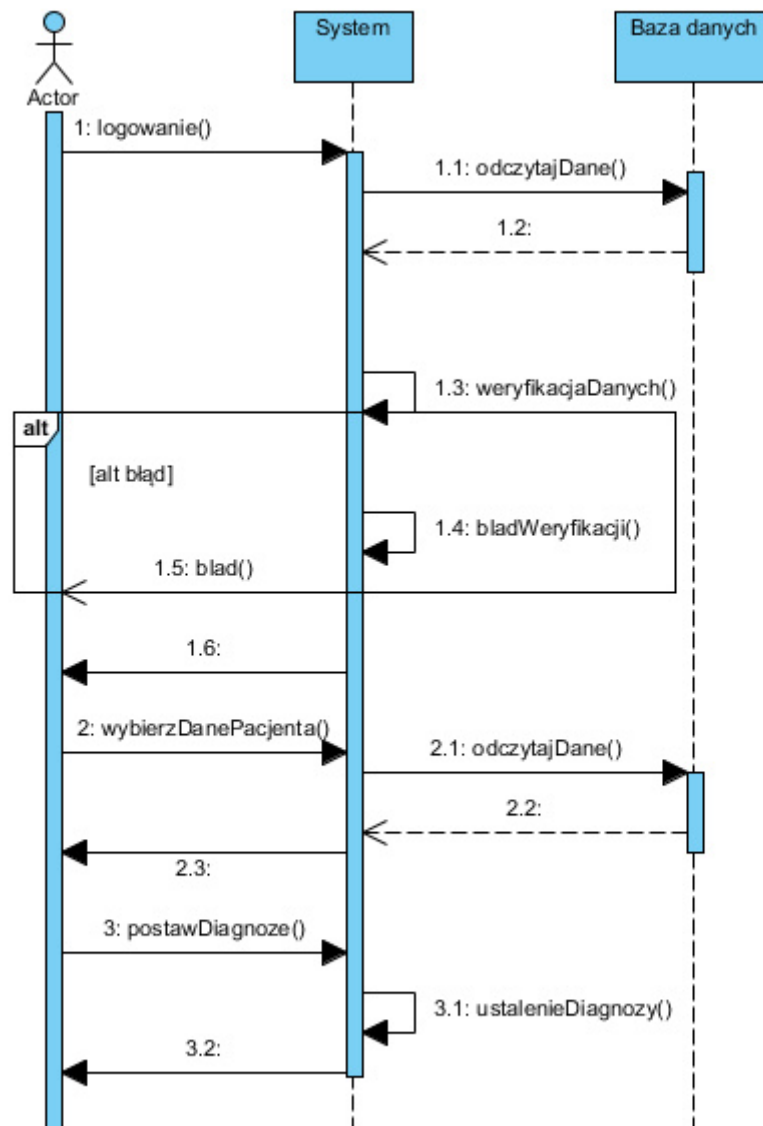 System
Baza danych
Actor
1: logowanie()
1.1: odczytajDane()
1.2:
1.3: weryfikacjaDanych()
alt
[alt błąd]
1.4: bladWeryfikacji()
1.5: blad()
1.6:
2: wybierzDanePacjenta()
2.1: odczytajDane()
2.2:
2.3:
3: postawDiagnoze()
3.1: ustalenieDiagnozy()
3.2: